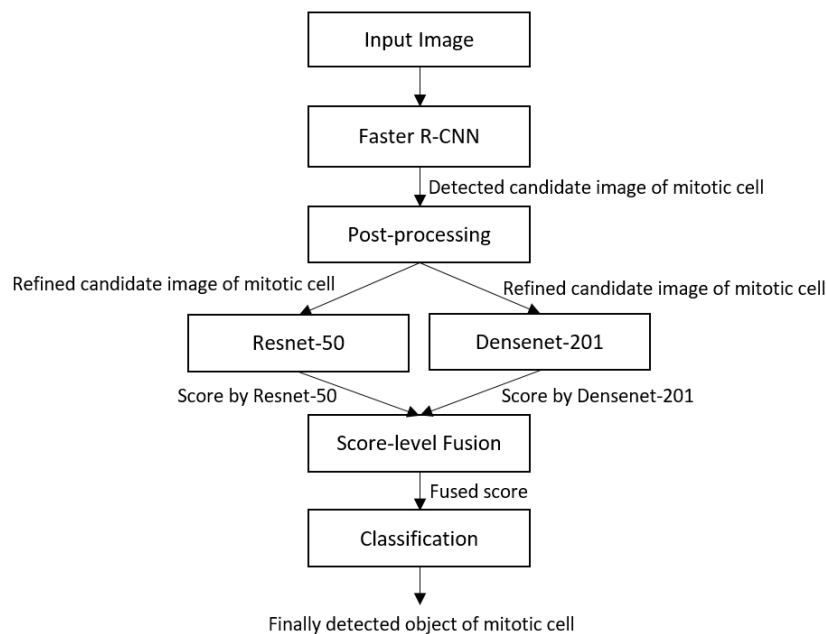 Input Image
Faster R-CNN
Detected candidate image of mitotic cell
Post-processing
Refined candidate image of mitotic cell
Refined candidate image of mitotic cell
Resnet-50
Densenet-201
Score by Resnet-50
Score by Densenet-201
Score-level Fusion
Fused score
Classification
Finally detected object of mitotic cell